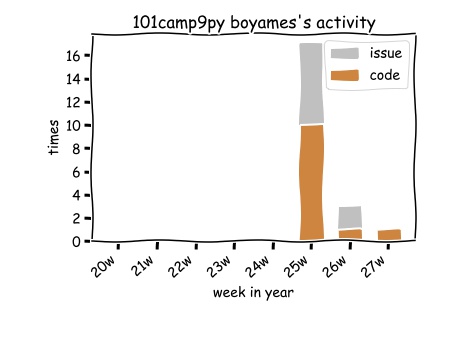 101camp9py boyames's activity
issue
code
times
16
14
12
10
8
6
4
2
0
20w 21w 22w 23w 24w 25w 26w 27w
week in year